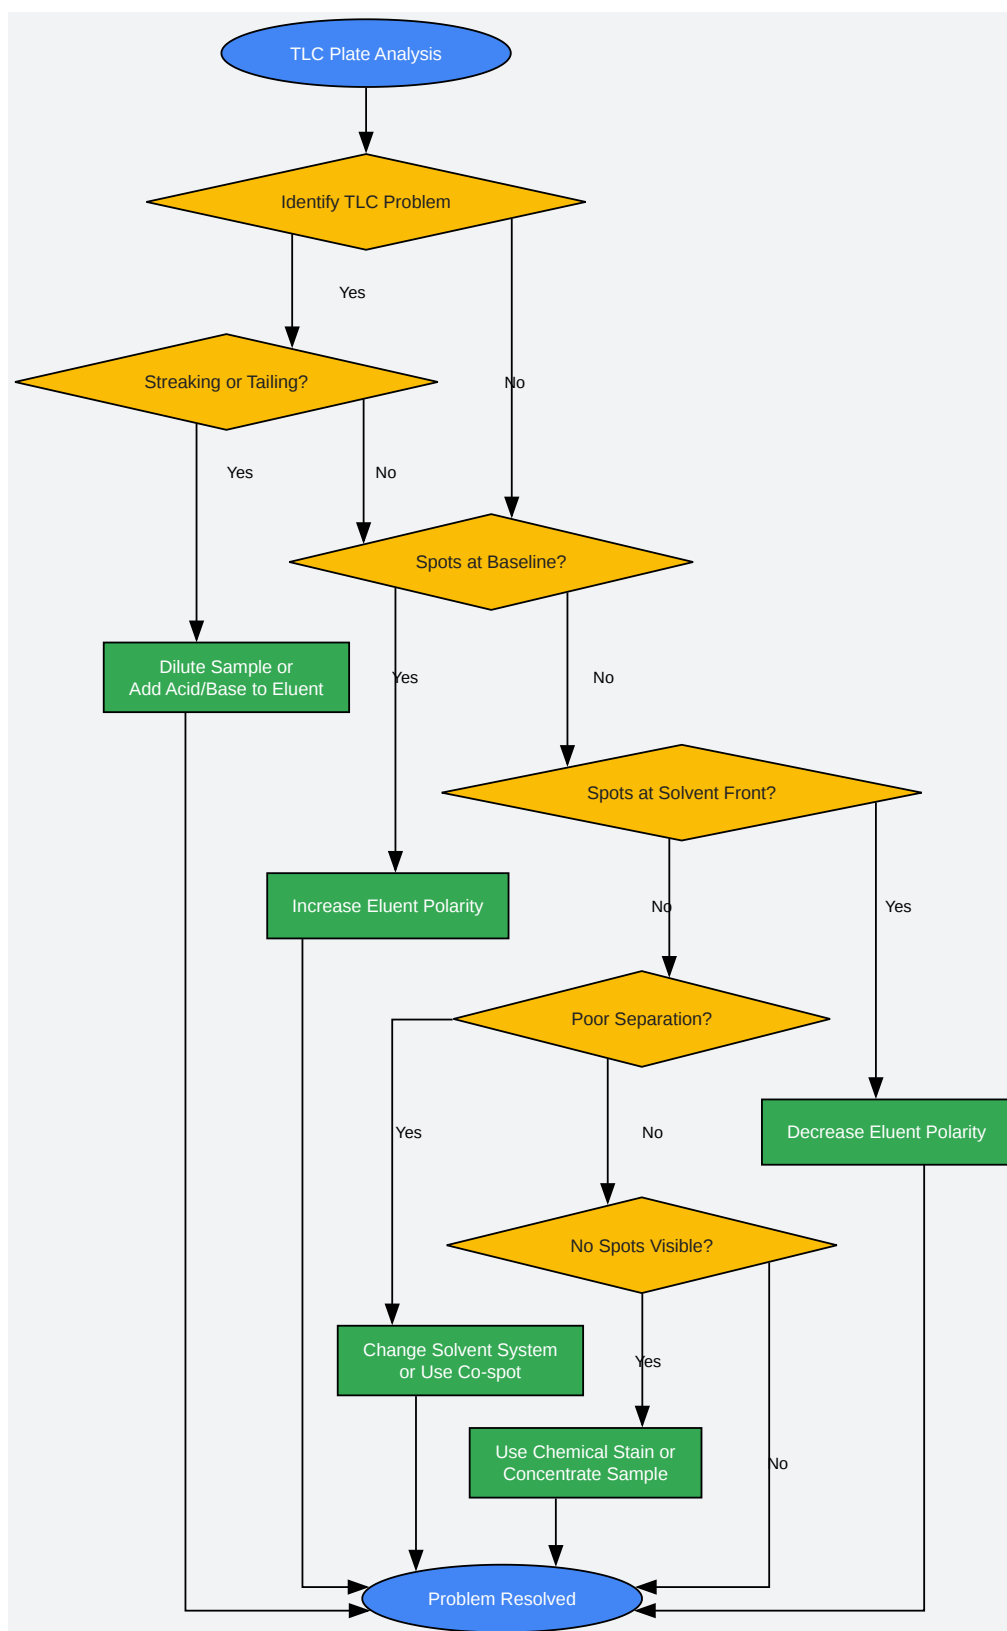 TLC Plate Analysis
Identify TLC Problem
Yes
Streaking or Tailing?
No
Yes
No
Spots at Baseline?
Dilute Sample or
Add Acid/Base to Eluent
Yes
No
Spots at Solvent Front?
Increase Eluent Polarity
No
Yes
Poor Separation?
Yes
No
Decrease Eluent Polarity
No Spots Visible?
Change Solvent System
or Use Co-spot
Yes
Use Chemical Stain or
Concentrate Sample
No
Problem Resolved